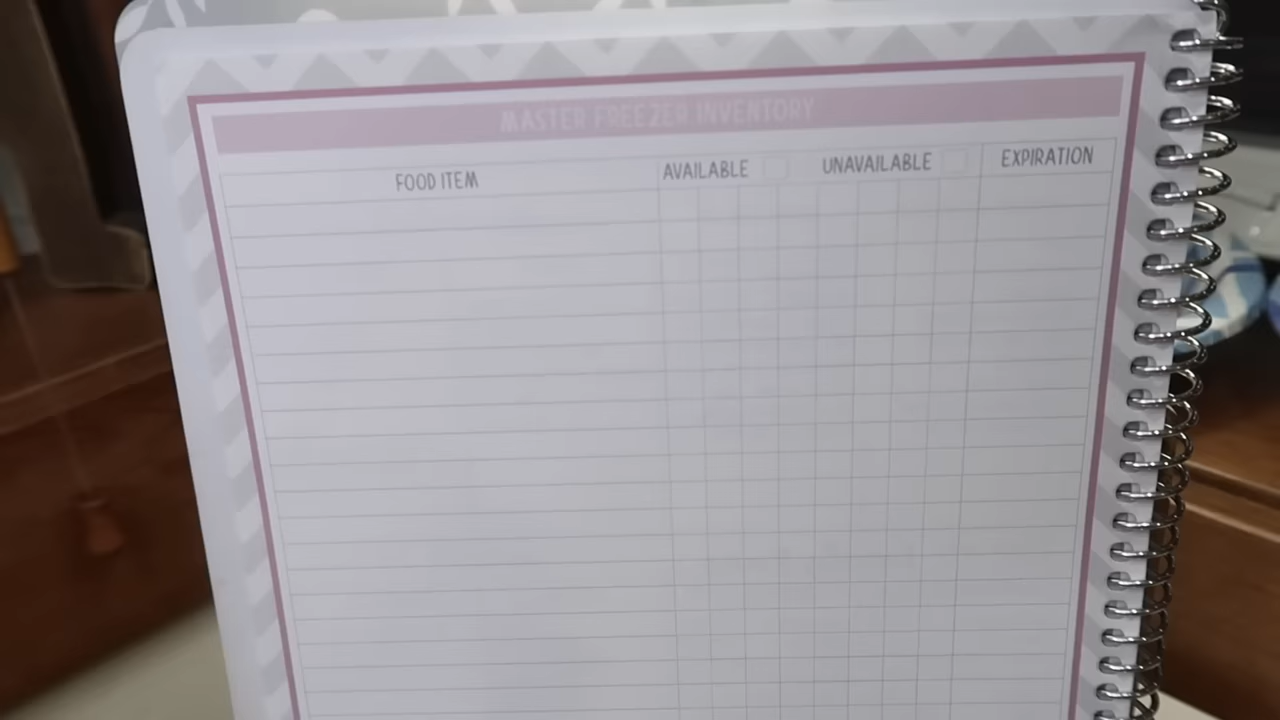 MASTER FREEZER INVENTORY
FOOD ITEM AVAILABLE UNAVAILABLE EXPIRATION